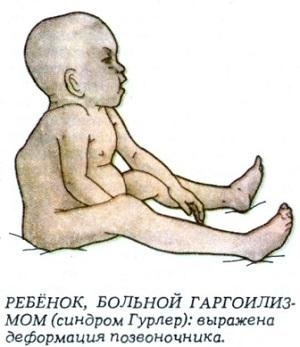 РЕБЁНОК, БОЛЬНОЙ ГАРГОИЛИЗ-
МОМ (синдром Гурлер): выражена
деформация позвоночника.